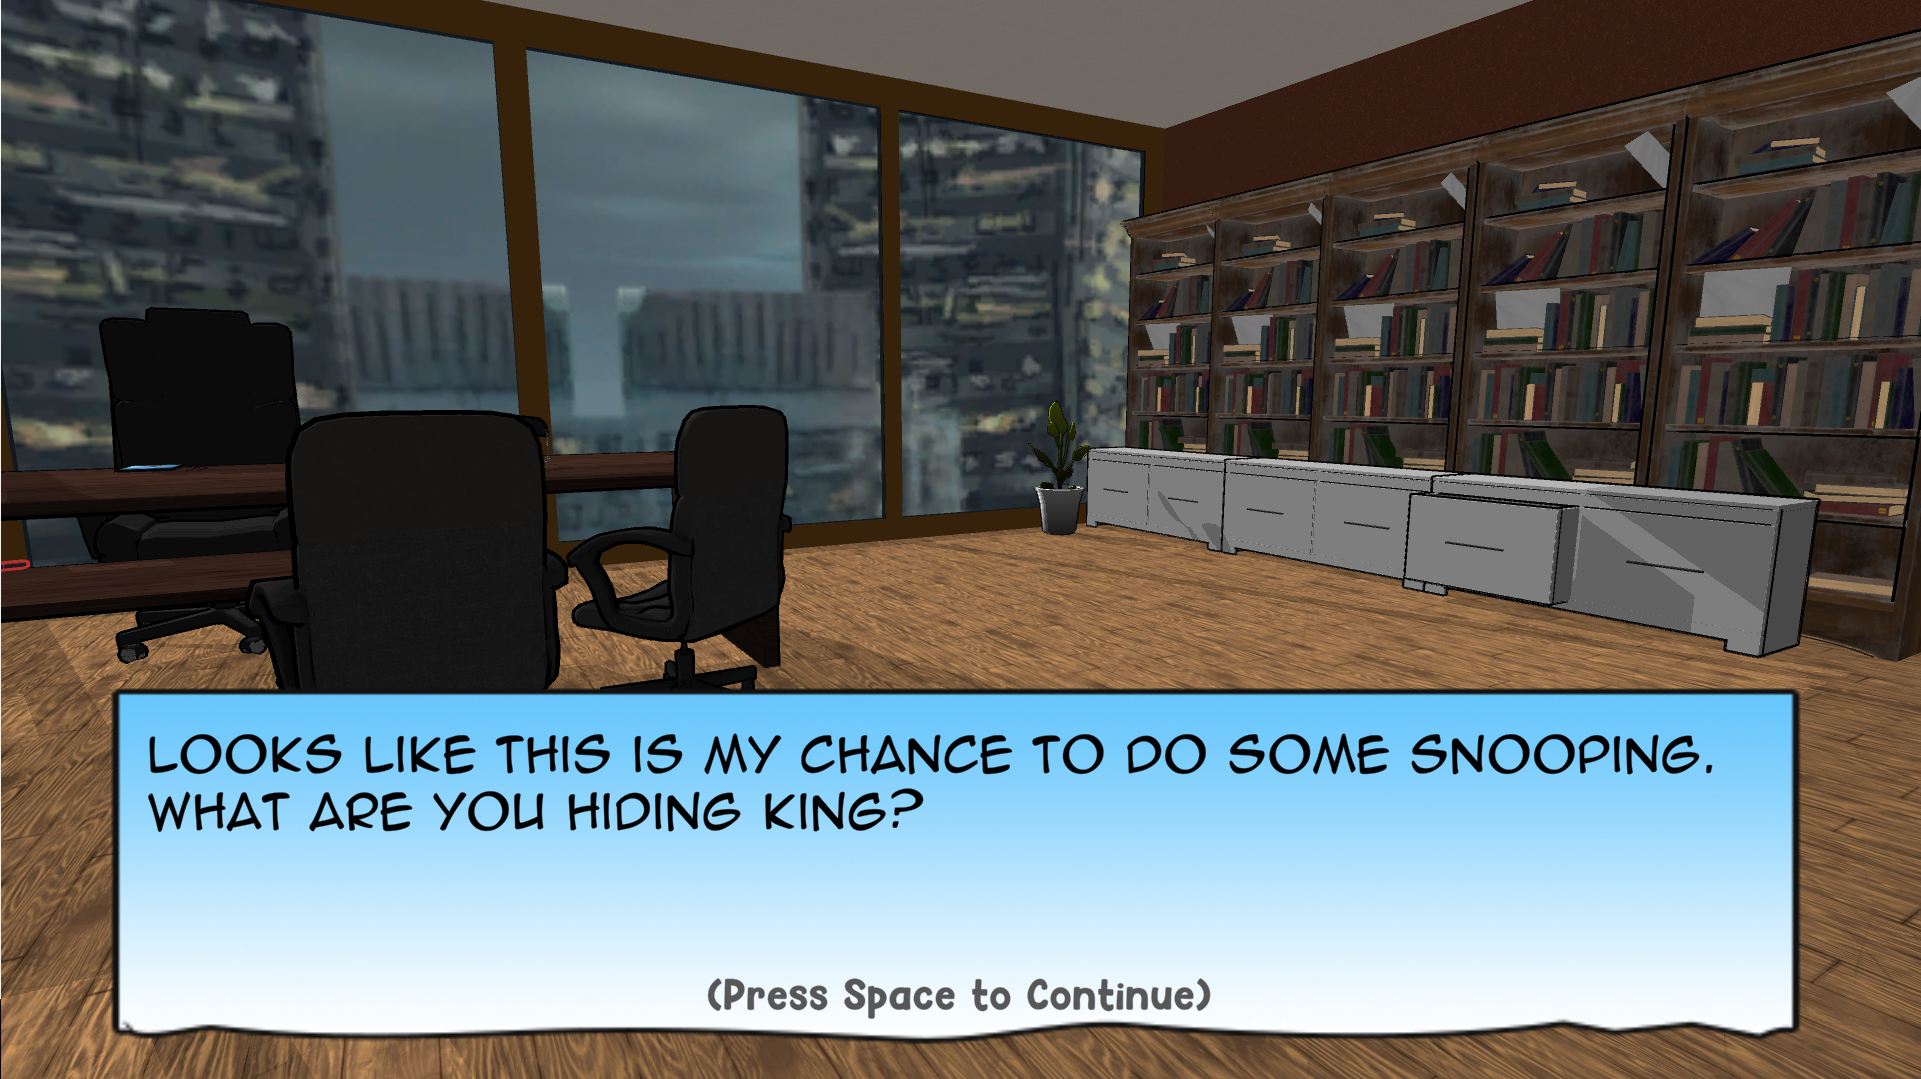 LOOKS LIKE THIS IS MY CHANCE TO DO SOME SNOOPING.
WHAT ARE YOU HIDING KING?
(Press Space to Continue)